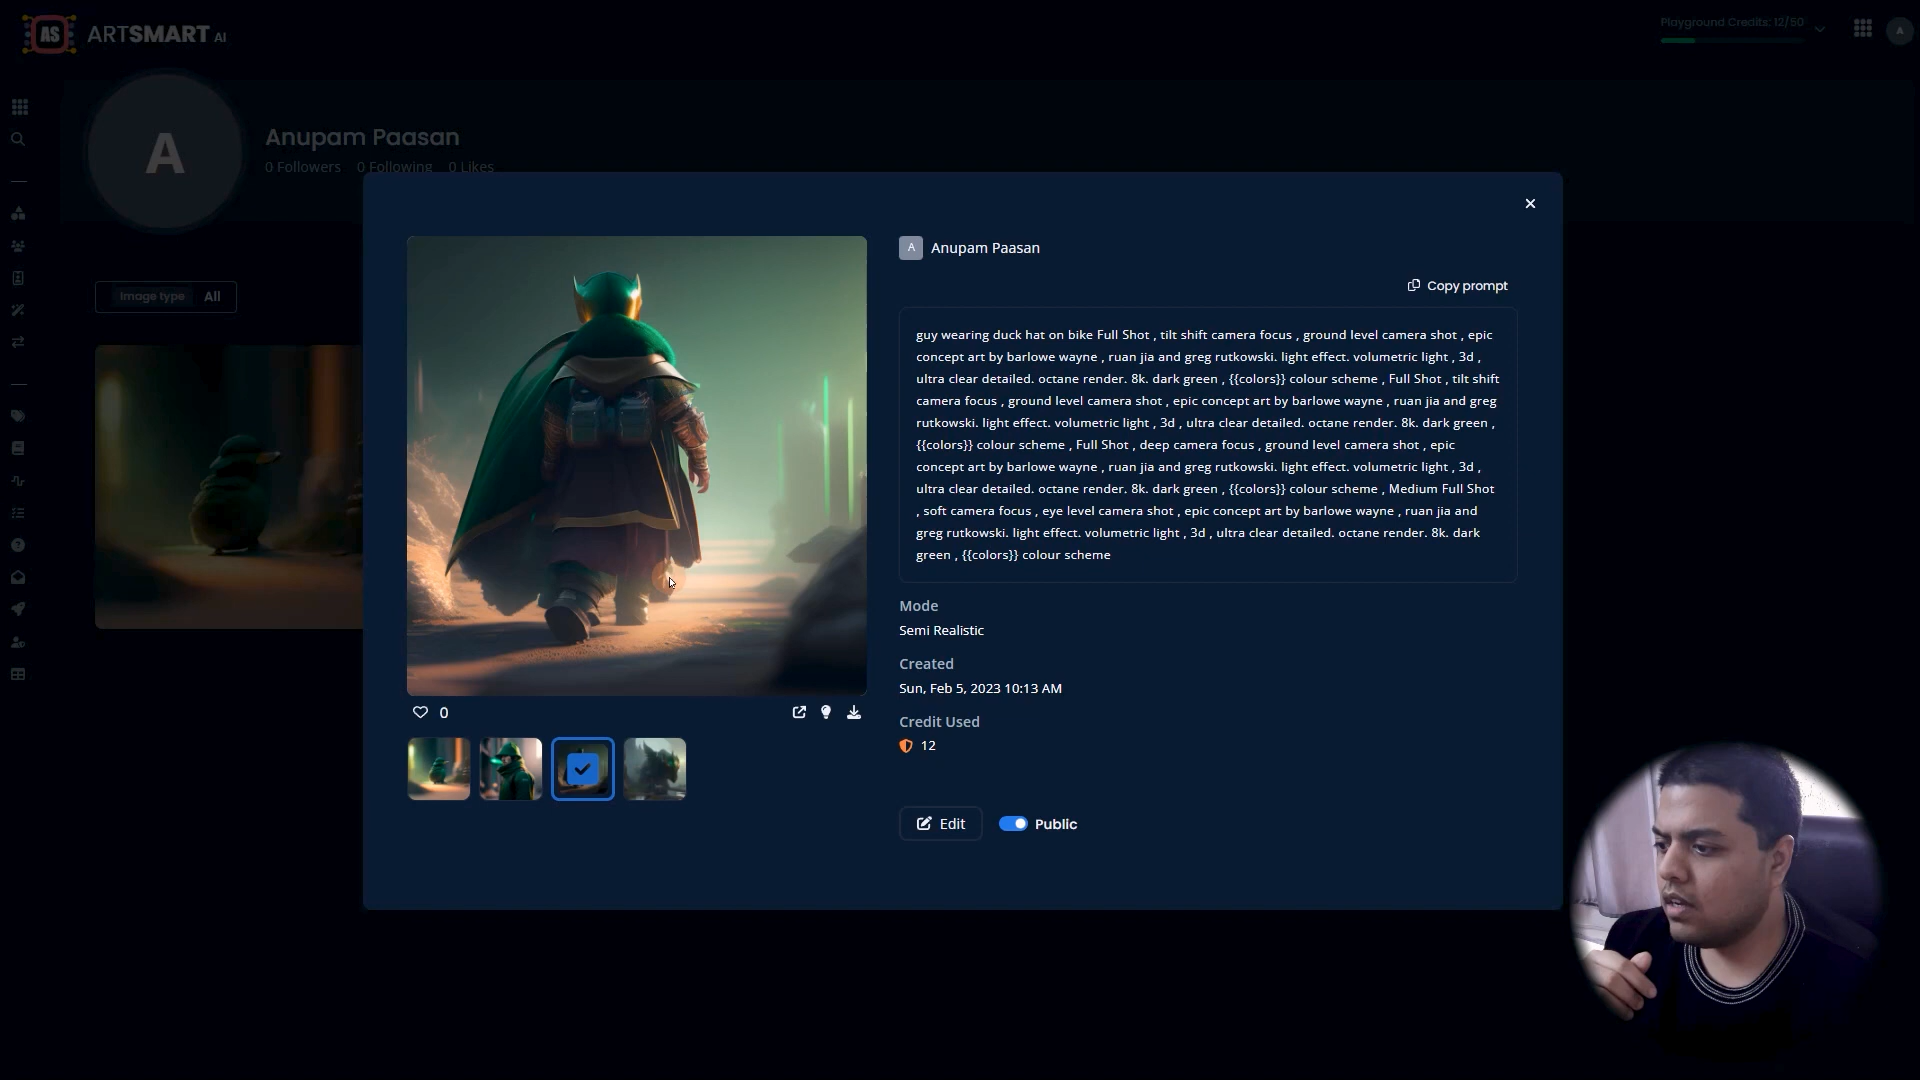 AS ARTSMART AI
Playground Credits: 12/50
A
A
Anupam Paasan
0 Followers 0 Following 0 Likes
Image type All
A Anupam Paasan
Copy prompt
guy wearing duck hat on bike Full Shot , tilt shift camera focus , ground level camera shot , epic
concept art by barlowe wayne , ruan jia and greg rutkowski. light effect. volumetric light , 3d ,
ultra clear detailed. octane render. 8k. dark green , {{colors}} colour scheme , Full Shot , tilt shift
camera focus , ground level camera shot , epic concept art by barlowe wayne , ruan jia and greg
rutkowski. light effect. volumetric light , 3d , ultra clear detailed. octane render. 8k. dark green ,
{{colors}} colour scheme , Full Shot , deep camera focus , ground level camera shot , epic
concept art by barlowe wayne , ruan jia and greg rutkowski. light effect. volumetric light , 3d ,
ultra clear detailed. octane render. 8k. dark green , {{colors}} colour scheme , Medium Full Shot
, soft camera focus , eye level camera shot , epic concept art by barlowe wayne , ruan jia and
greg rutkowski. light effect. volumetric light , 3d , ultra clear detailed. octane render. 8k. dark
green , {{colors}} colour scheme
Mode
Semi Realistic
Created
Sun, Feb 5, 2023 10:13 AM
Credit Used
12
0
Edit
Public